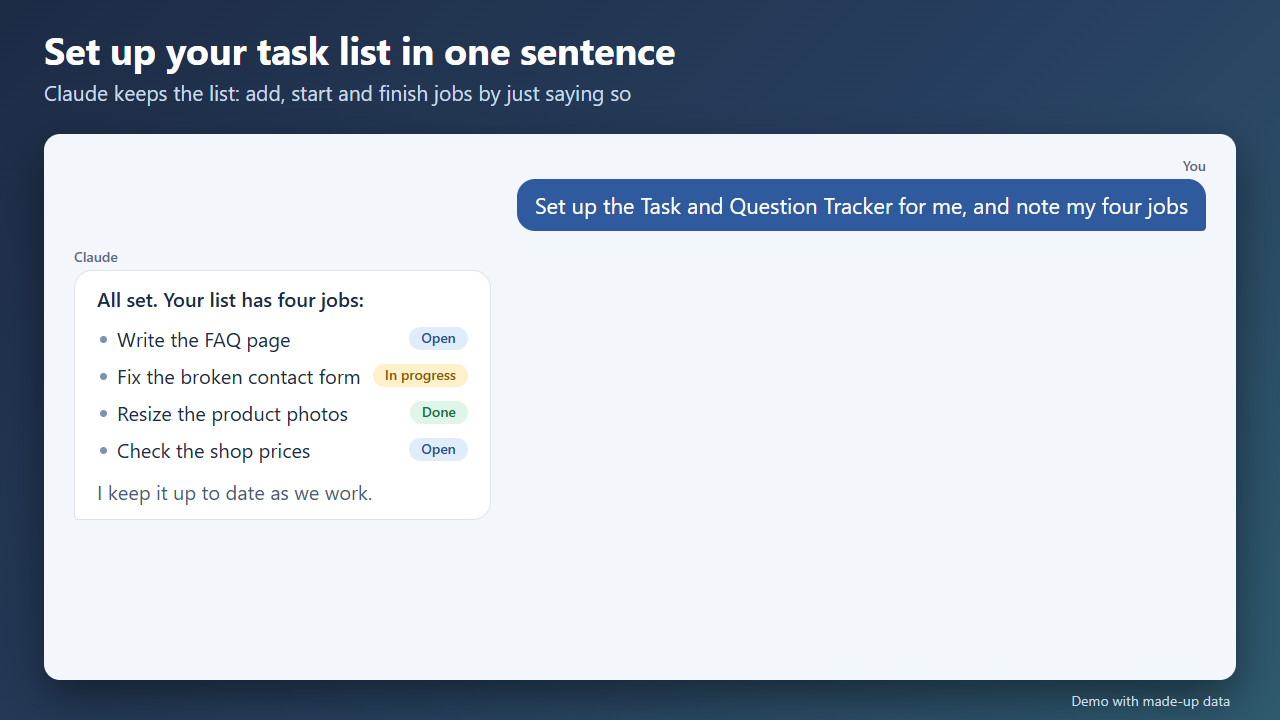 Set up your task list in one sentence
Claude keeps the list: add, start and finish jobs by just saying so
You
Set up the Task and Question Tracker for me, and note my four jobs
Claude
All set. Your list has four jobs:
Write the FAQ page Open
Fix the broken contact form In progress
Resize the product photos Done
Check the shop prices Open
I keep it up to date as we work.
Demo with made-up data